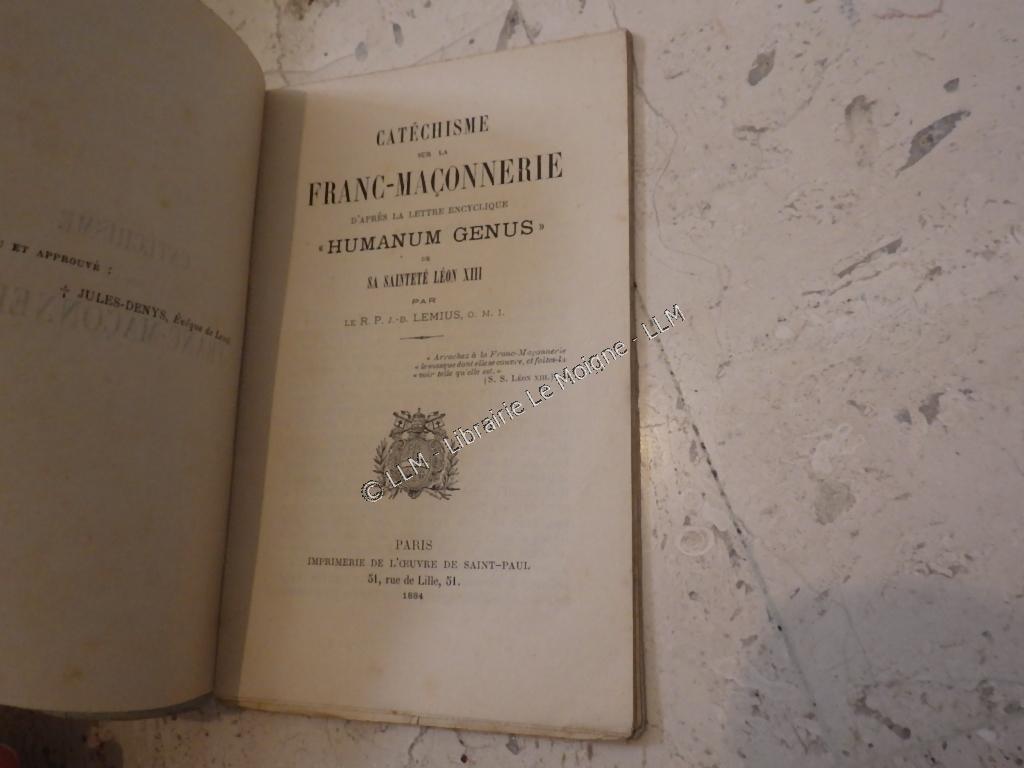 ; ET APPROUVÉ :
† JULES-DENYS, Évêque de
CATÉCHISME
SUR LA
FRANC-MAÇONNERIE
D'APRÈS LA LETTRE ENCYCLIQUE
« HUMANUM GENUS »
DE
SA SAINTETÉ LÉON XIII
PAR
LE R. P. J.-B. LEMIUS, O. M. I.
« Arrachez à la Franc-Maçonnerie
« le masque dont elle se couvre, et faites-la
« voir telle qu'elle est. »
(S. S. LÉON XIII.)
© LLM - Librairie Le Moigne - LLM
PARIS
IMPRIMERIE DE L'ŒUVRE DE SAINT-PAUL
51, rue de Lille, 51.
1884